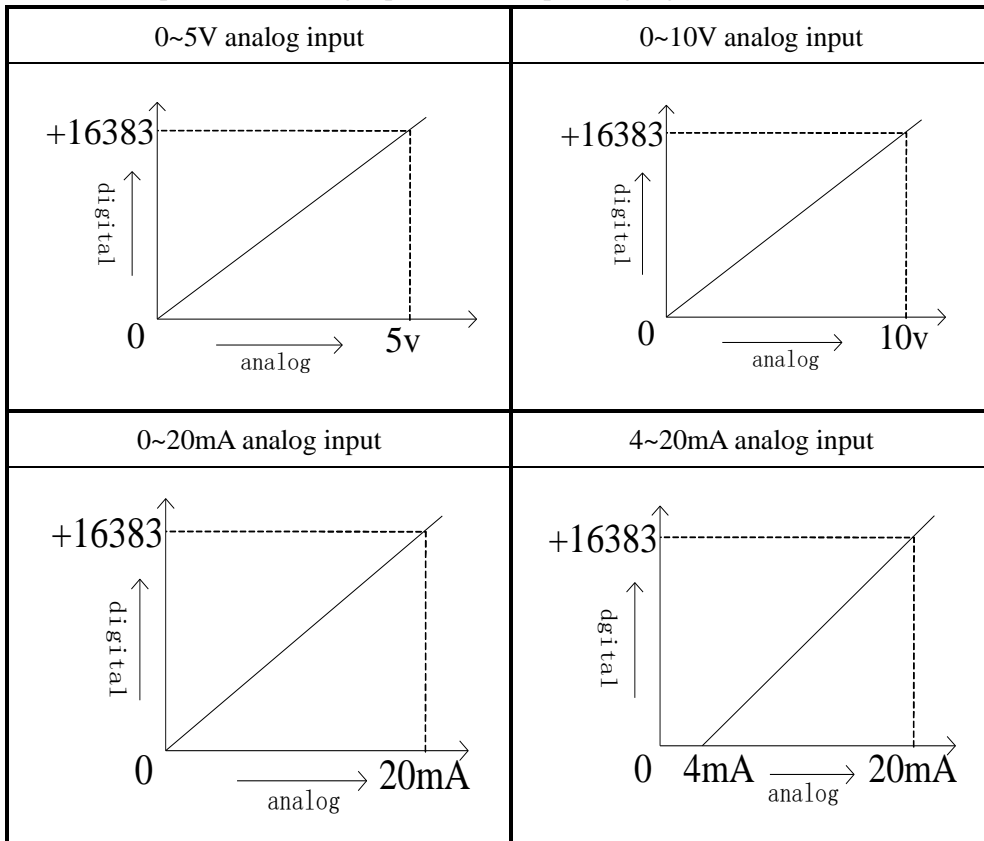 0~5V analog input
0~10V analog input
+16383
digital
0
5v
analog
+16383
digital
0
10v
analog
0~20mA analog input
4~20mA analog input
+16383
digital
0
20mA
analog
+16383
dgital
0
4mA
20mA
analog